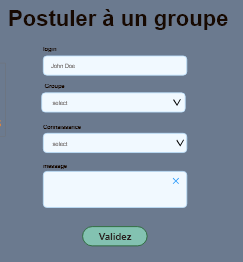 Postuler à un groupe
login
John Doe
Groupe
select
Connaissance
select
message
Validez